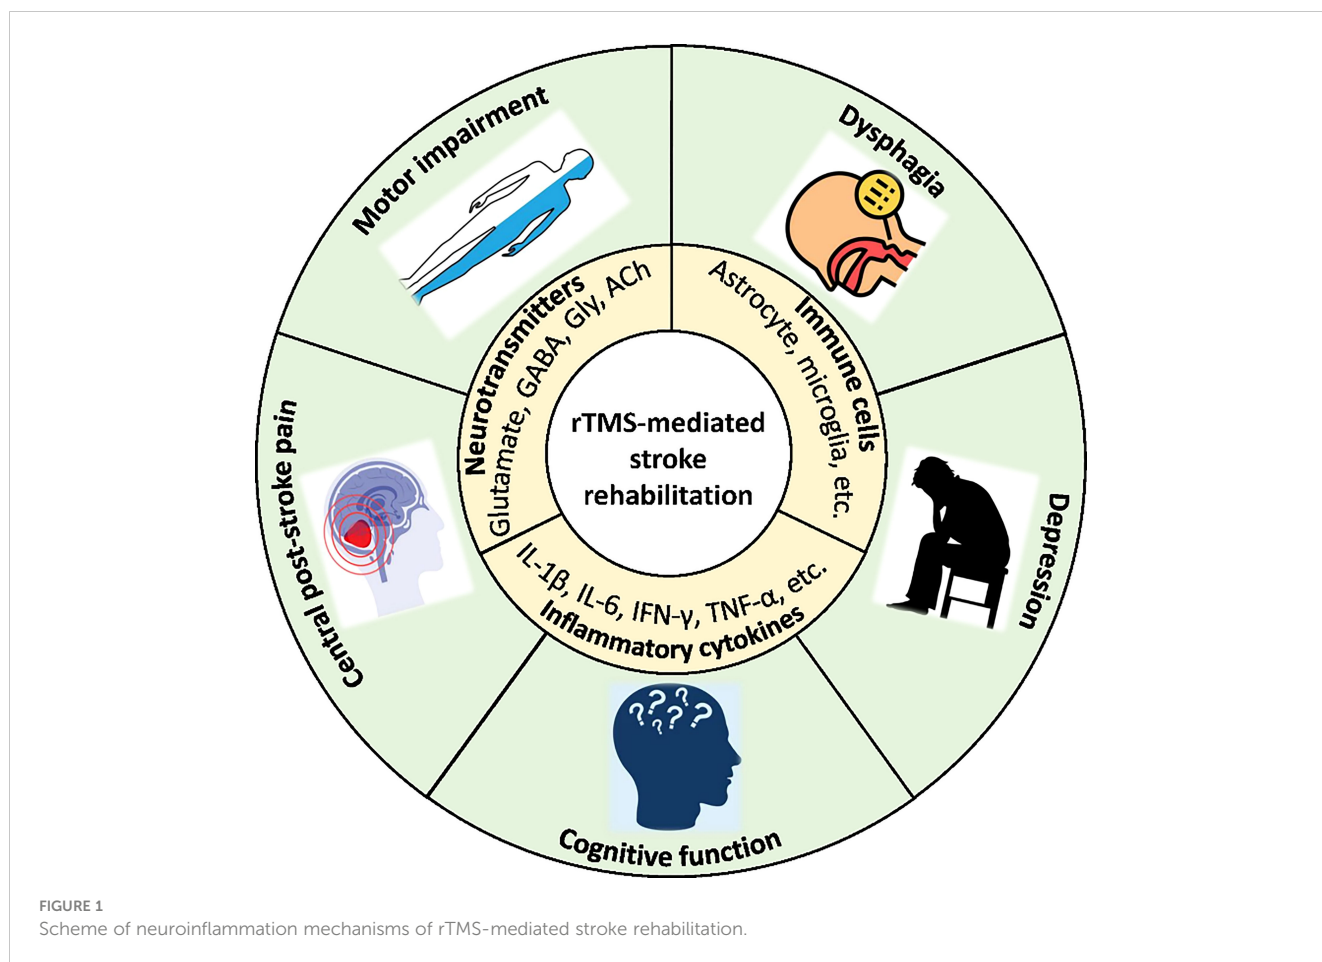 Motor impairment
Dysphagia
Neurotransmitters
Glutamate, GABA, Gly, ACh
Immune cells
Astrocyte, microglia, etc.
rTMS-mediated
stroke
rehabilitation
Central post-stroke pain
Depression
IL-1β, IL-6, IFN-γ, TNF-α, etc.
Inflammatory cytokines
? ? ? ? ? ?
Cognitive function
FIGURE 1
Scheme of neuroinflammation mechanisms of rTMS-mediated stroke rehabilitation.